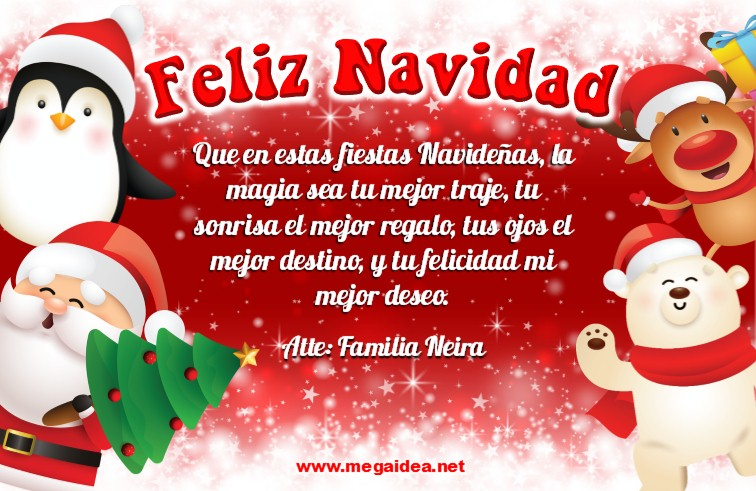 Feliz Navidad
Que en estas fiestas Navideñas, la
magia sea tu mejor traje, tu
sonrisa el mejor regalo, tus ojos el
mejor destino, y tu felicidad mi
mejor deseo.
Atte: Familia Neira
www.megaidea.net